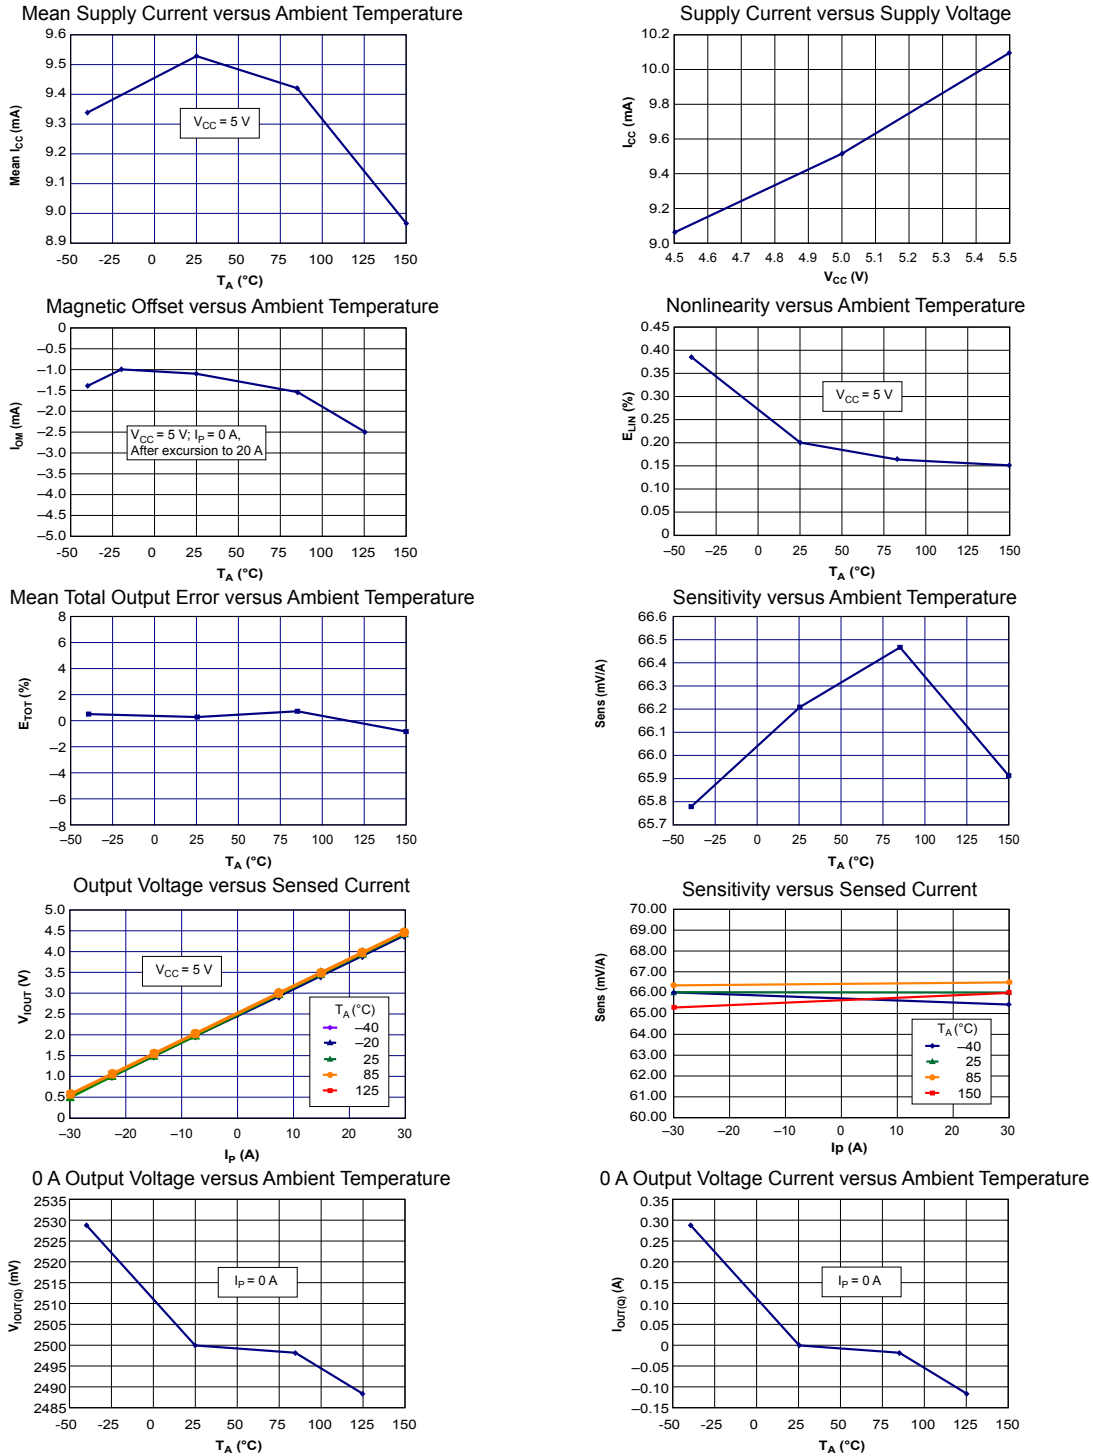 Mean Supply Current versus Ambient Temperature
9.6
9.5
9.4
9.3
9.2
9.1
9.0
8.9
Mean ICC (mA)
VCC = 5 V
-50 -25 0 25 50 75 100 125 150
TA (°C)
Supply Current versus Supply Voltage
10.2
10.0
9.8
9.6
9.4
9.2
9.0
ICC (mA)
4.5 4.6 4.7 4.8 4.9 5.0 5.1 5.2 5.3 5.4 5.5
VCC (V)
Magnetic Offset versus Ambient Temperature
0
–0.5
–1.0
–1.5
–2.0
–2.5
–3.0
–3.5
–4.0
–4.5
–5.0
IOM (mA)
VCC = 5 V; IP = 0 A,
After excursion to 20 A
-50 -25 0 25 50 75 100 125 150
TA (°C)
Nonlinearity versus Ambient Temperature
0.45
0.40
0.35
0.30
0.25
0.20
0.15
0.10
0.05
0
ELIN (%)
VCC = 5 V
–50 –25 0 25 50 75 100 125 150
TA (°C)
Mean Total Output Error versus Ambient Temperature
8
6
4
2
0
–2
–4
–6
–8
ETOT (%)
–50 –25 0 25 50 75 100 125 150
TA (°C)
Sensitivity versus Ambient Temperature
66.6
66.5
66.4
66.3
66.2
66.1
66.0
65.9
65.8
65.7
Sens (mV/A)
–50 –25 0 25 50 75 100 125 150
TA (°C)
Output Voltage versus Sensed Current
5.0
4.5
4.0
3.5
3.0
2.5
2.0
1.5
1.0
0.5
0
VIOUT (V)
VCC = 5 V
TA (°C)
–40
–20
25
85
125
–30 –20 –10 0 10 20 30
IP (A)
Sensitivity versus Sensed Current
70.00
69.00
68.00
67.00
66.00
65.00
64.00
63.00
62.00
61.00
60.00
Sens (mV/A)
TA (°C)
–40
25
85
150
–30 –20 –10 0 10 20 30
Ip (A)
0 A Output Voltage versus Ambient Temperature
2535
2530
2525
2520
2515
2510
2505
2500
2495
2490
2485
VIOUT(Q) (mV)
IP = 0 A
-50 -25 0 25 50 75 100 125 150
TA (°C)
0 A Output Voltage Current versus Ambient Temperature
0.35
0.30
0.25
0.20
0.15
0.10
0.05
0
–0.05
–0.10
–0.15
IOUT(Q) (A)
IP = 0 A
-50 -25 0 25 50 75 100 125 150
TA (°C)